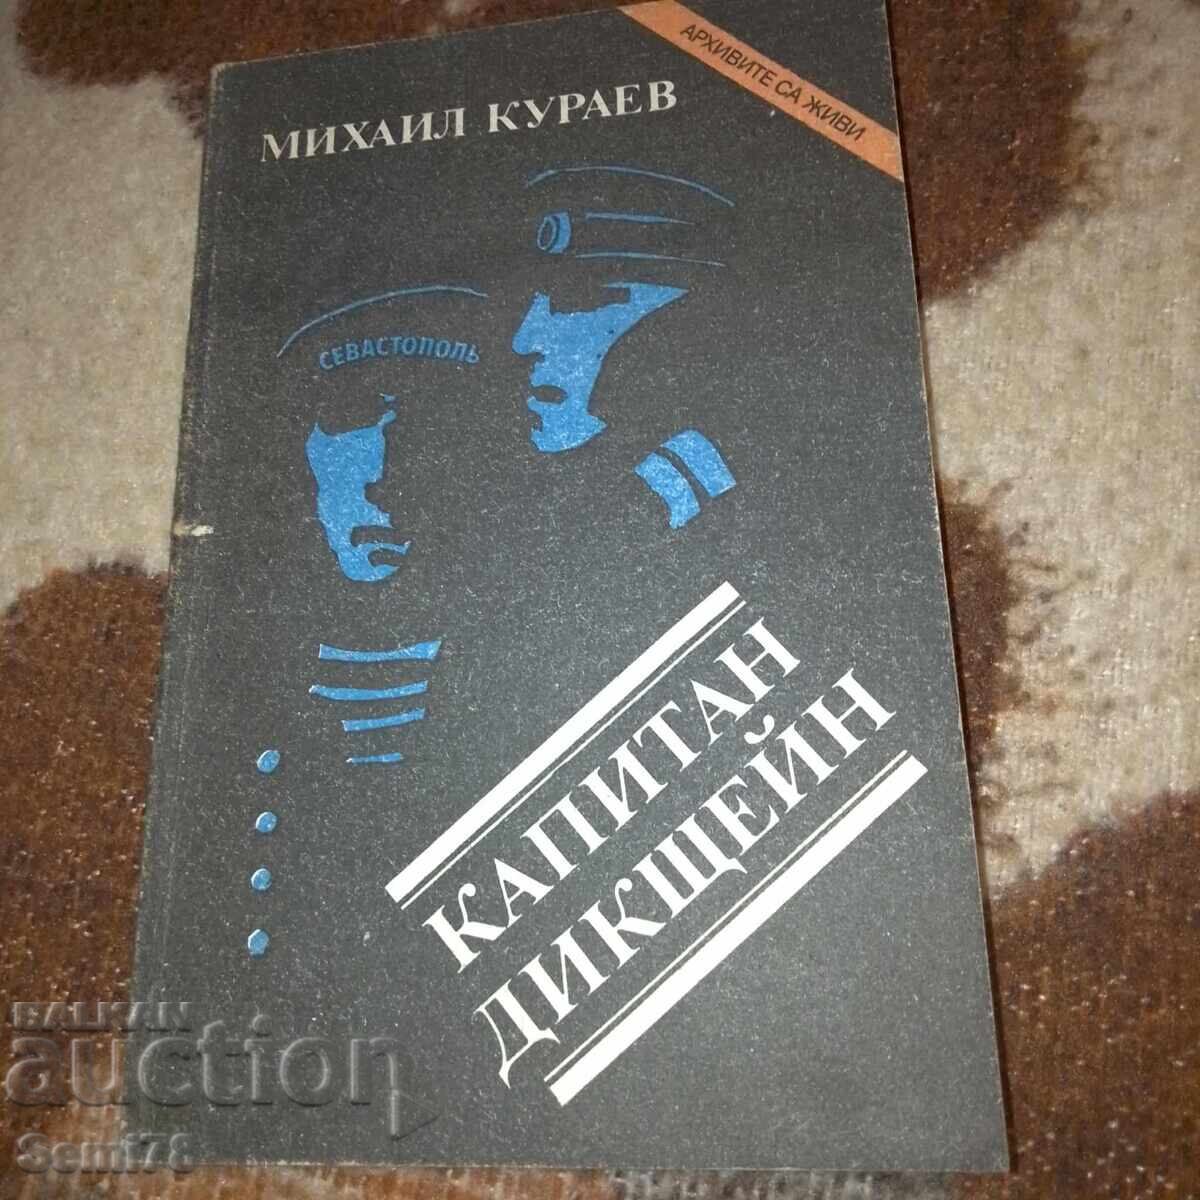 АРХИВИТЕ СА ЖИВИ
МИХАИЛ КУРАЕВ
СЕВАСТОПОЛЬ
КАПИТАН
ДИКЩЕЙН
BALKAN
auction
Semi78